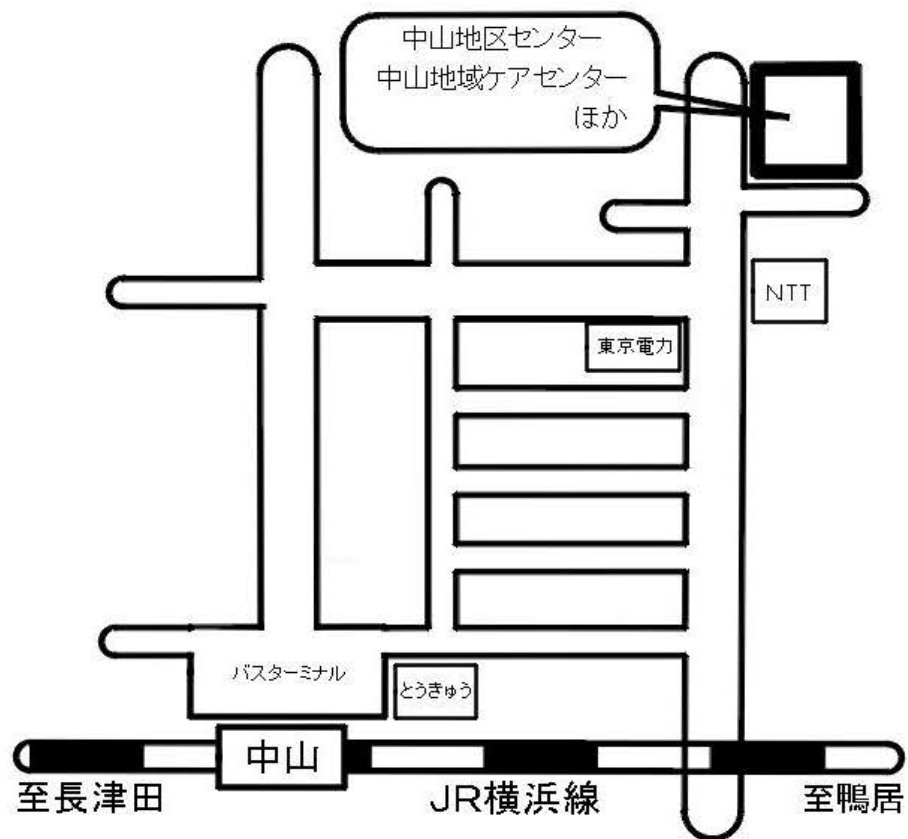 中山地区センター
中山地域ケアセンター
ほか
NTT
東京電力
バスターミナル
とうきゅう
中山
至長津田
JR横浜線
至鴨居